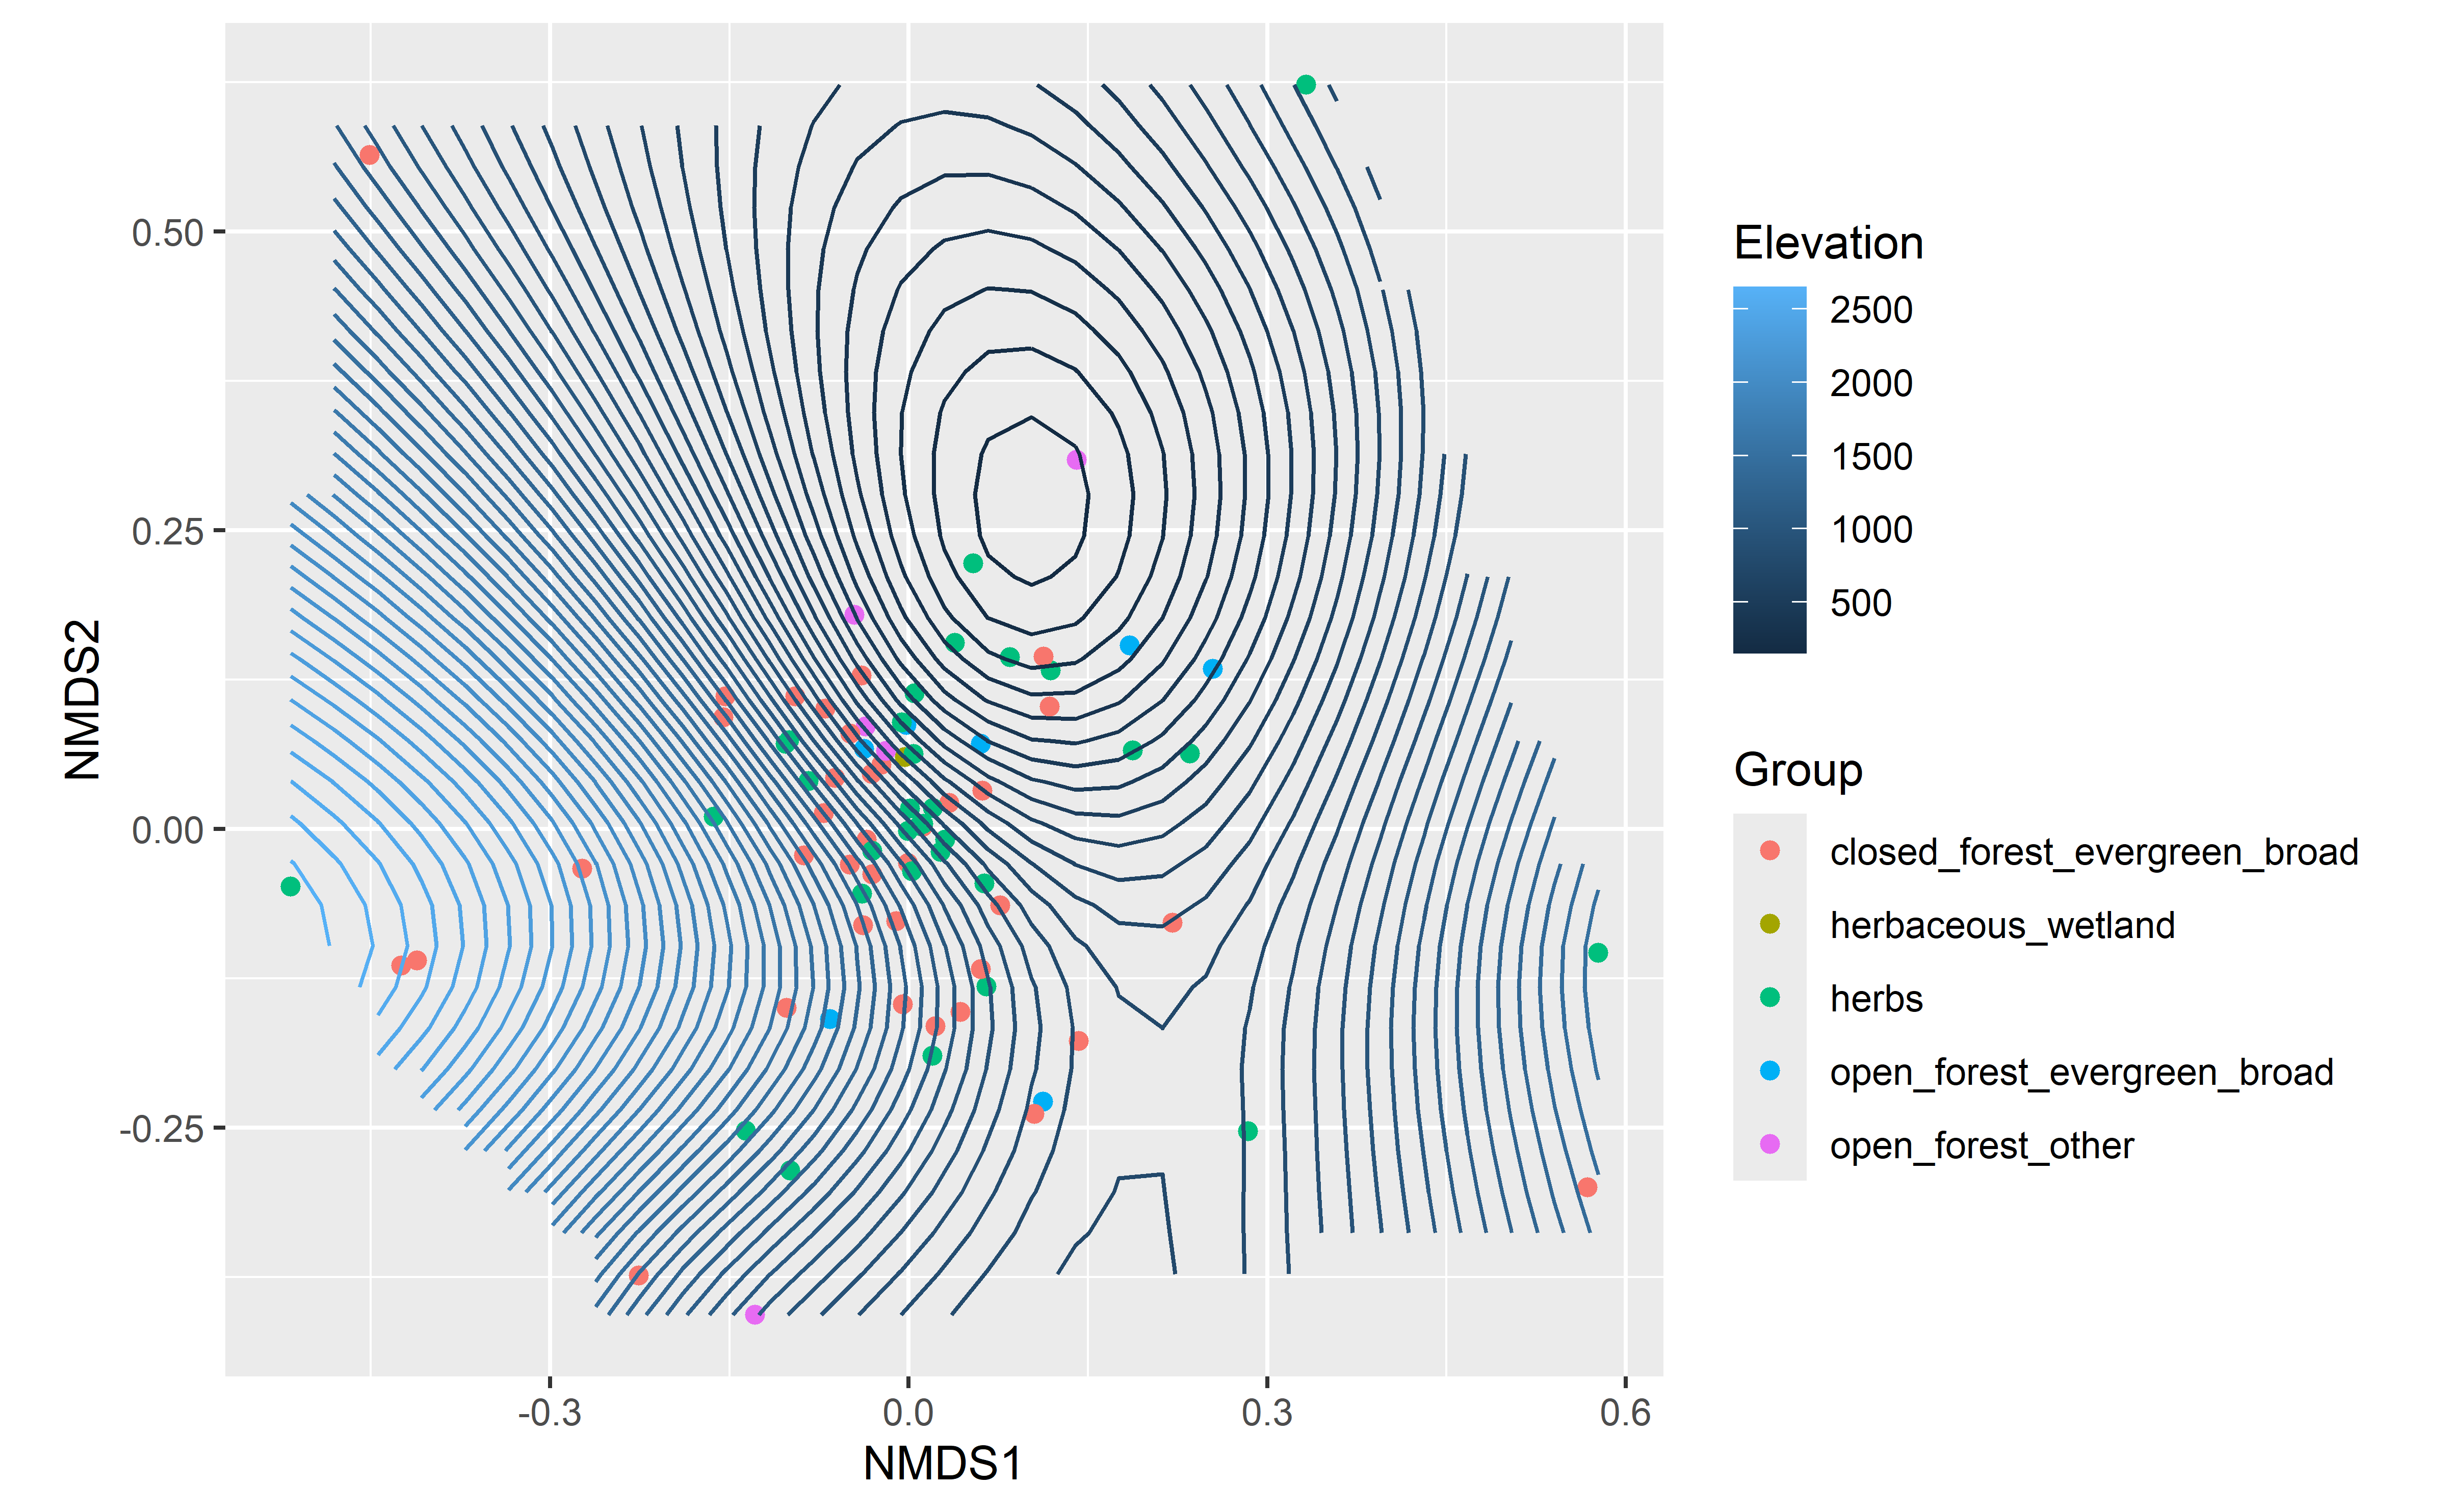 NMDS2
0.50
0.25
0.00
-0.25
-0.3
0.0
0.3
0.6
NMDS1
Elevation
2500
2000
1500
1000
500
Group
closed_forest_evergreen_broad
herbaceous_wetland
herbs
open_forest_evergreen_broad
open_forest_other